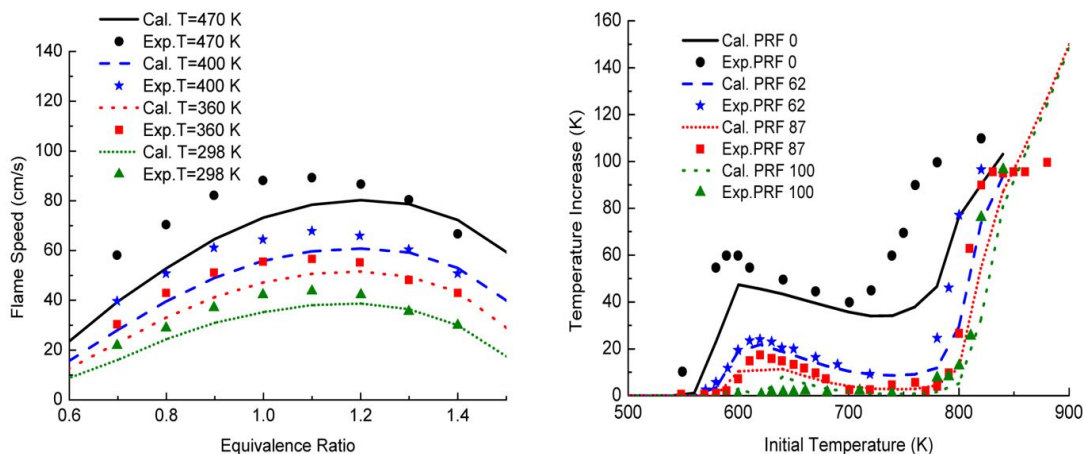 Cal. T=470 K
Exp.T=470 K
Cal. T=400 K
Exp.T=400 K
Cal. T=360 K
Exp.T=360 K
Cal. T=298 K
Exp.T=298 K
140
120
100
80
60
40
20
0
0.6
0.8
1.0
1.2
1.4
Flame Speed (cm/s)
Equivalence Ratio
Cal. PRF 0
Exp.PRF 0
Cal. PRF 62
Exp.PRF 62
Cal. PRF 87
Exp.PRF 87
Cal. PRF 100
Exp.PRF 100
160
140
120
100
80
60
40
20
0
500
600
700
800
900
Temperature Increase (K)
Initial Temperature (K)